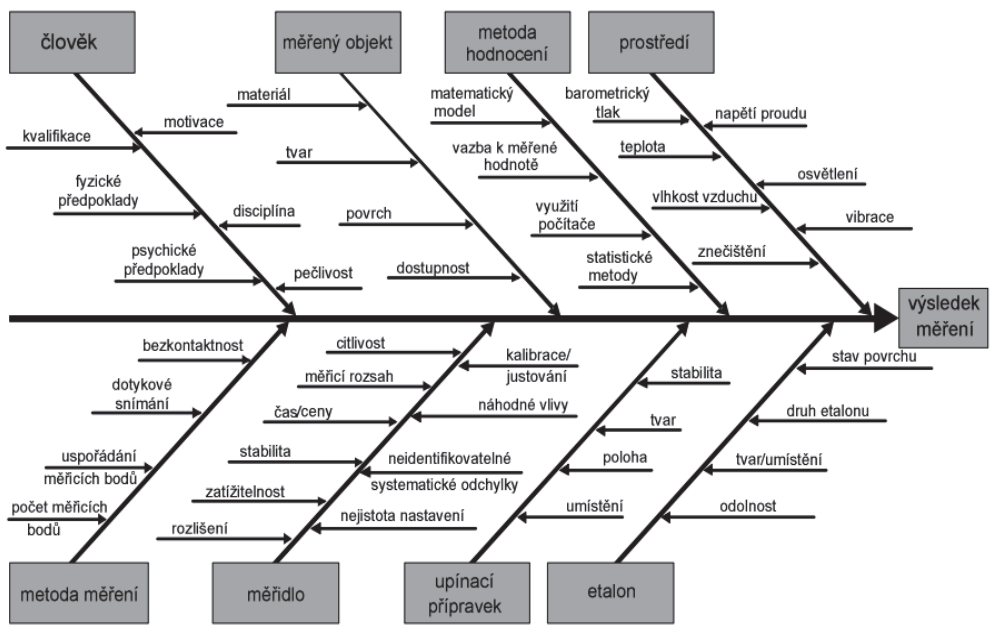 člověk
měřený objekt
metoda
hodnocení
prostředí
kvalifikace
motivace
fyzické
předpoklady
disciplína
psychické
předpoklady
pečlivost
materiál
tvar
povrch
dostupnost
matematický
model
vazba k měřené
hodnotě
využití
počítače
statistické
metody
barometrický
tlak
napětí proudu
teplota
osvětlení
vlhkost vzduchu
vibrace
znečištění
výsledek
měření
bezkontaktnost
dotykové
snímání
uspořádání
měřicích bodů
počet měřicích
bodů
citlivost
kalibrace/
justování
měřicí rozsah
náhodné vlivy
čas/ceny
stabilita
neidentifikovatelné
systematické odchylky
zatížitelnost
nejistota nastavení
rozlišení
stabilita
tvar
poloha
umístění
stav povrchu
druh etalonu
tvar/umístění
odolnost
metoda měření
měřidlo
upínací
přípravek
etalon